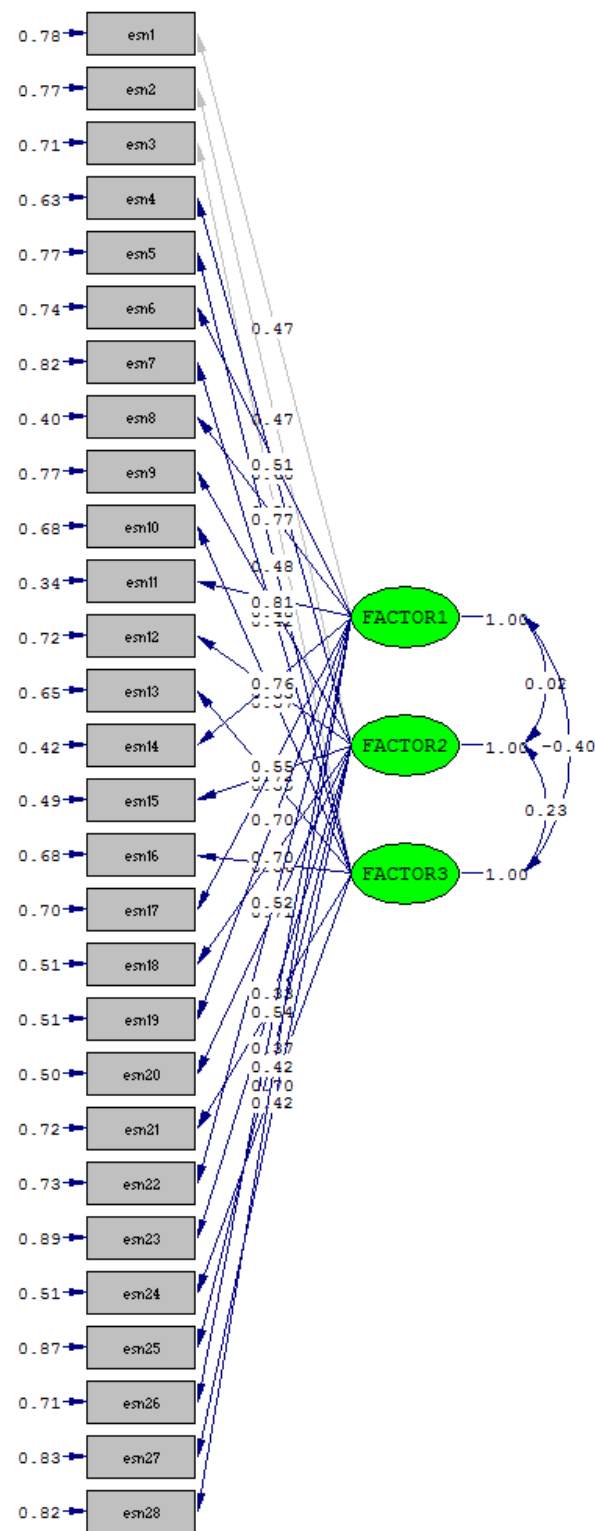 0.78 esn1
0.77 esn2
0.71 esn3
0.63 esn4
0.77 esn5
0.74 esn6
0.47
0.82 esn7
0.40 esn8
0.47
0.77 esn9
0.51
0.77
0.68 esn10
0.48
0.34 esn11
0.81
FACTOR1
1.00
0.72 esn12
0.65 esn13
0.76
0.02
0.42 esn14
FACTOR2
1.00
-0.40
0.55
0.49 esn15
0.23
0.70
0.68 esn16
0.70
FACTOR3
1.00
0.70 esn17
0.52
0.51 esn18
0.33
0.51 esn19
0.54
0.37
0.50 esn20
0.42
0.70
0.42
0.72 esn21
0.73 esn22
0.89 esn23
0.51 esn24
0.87 esn25
0.71 esn26
0.83 esn27
0.82 esn28